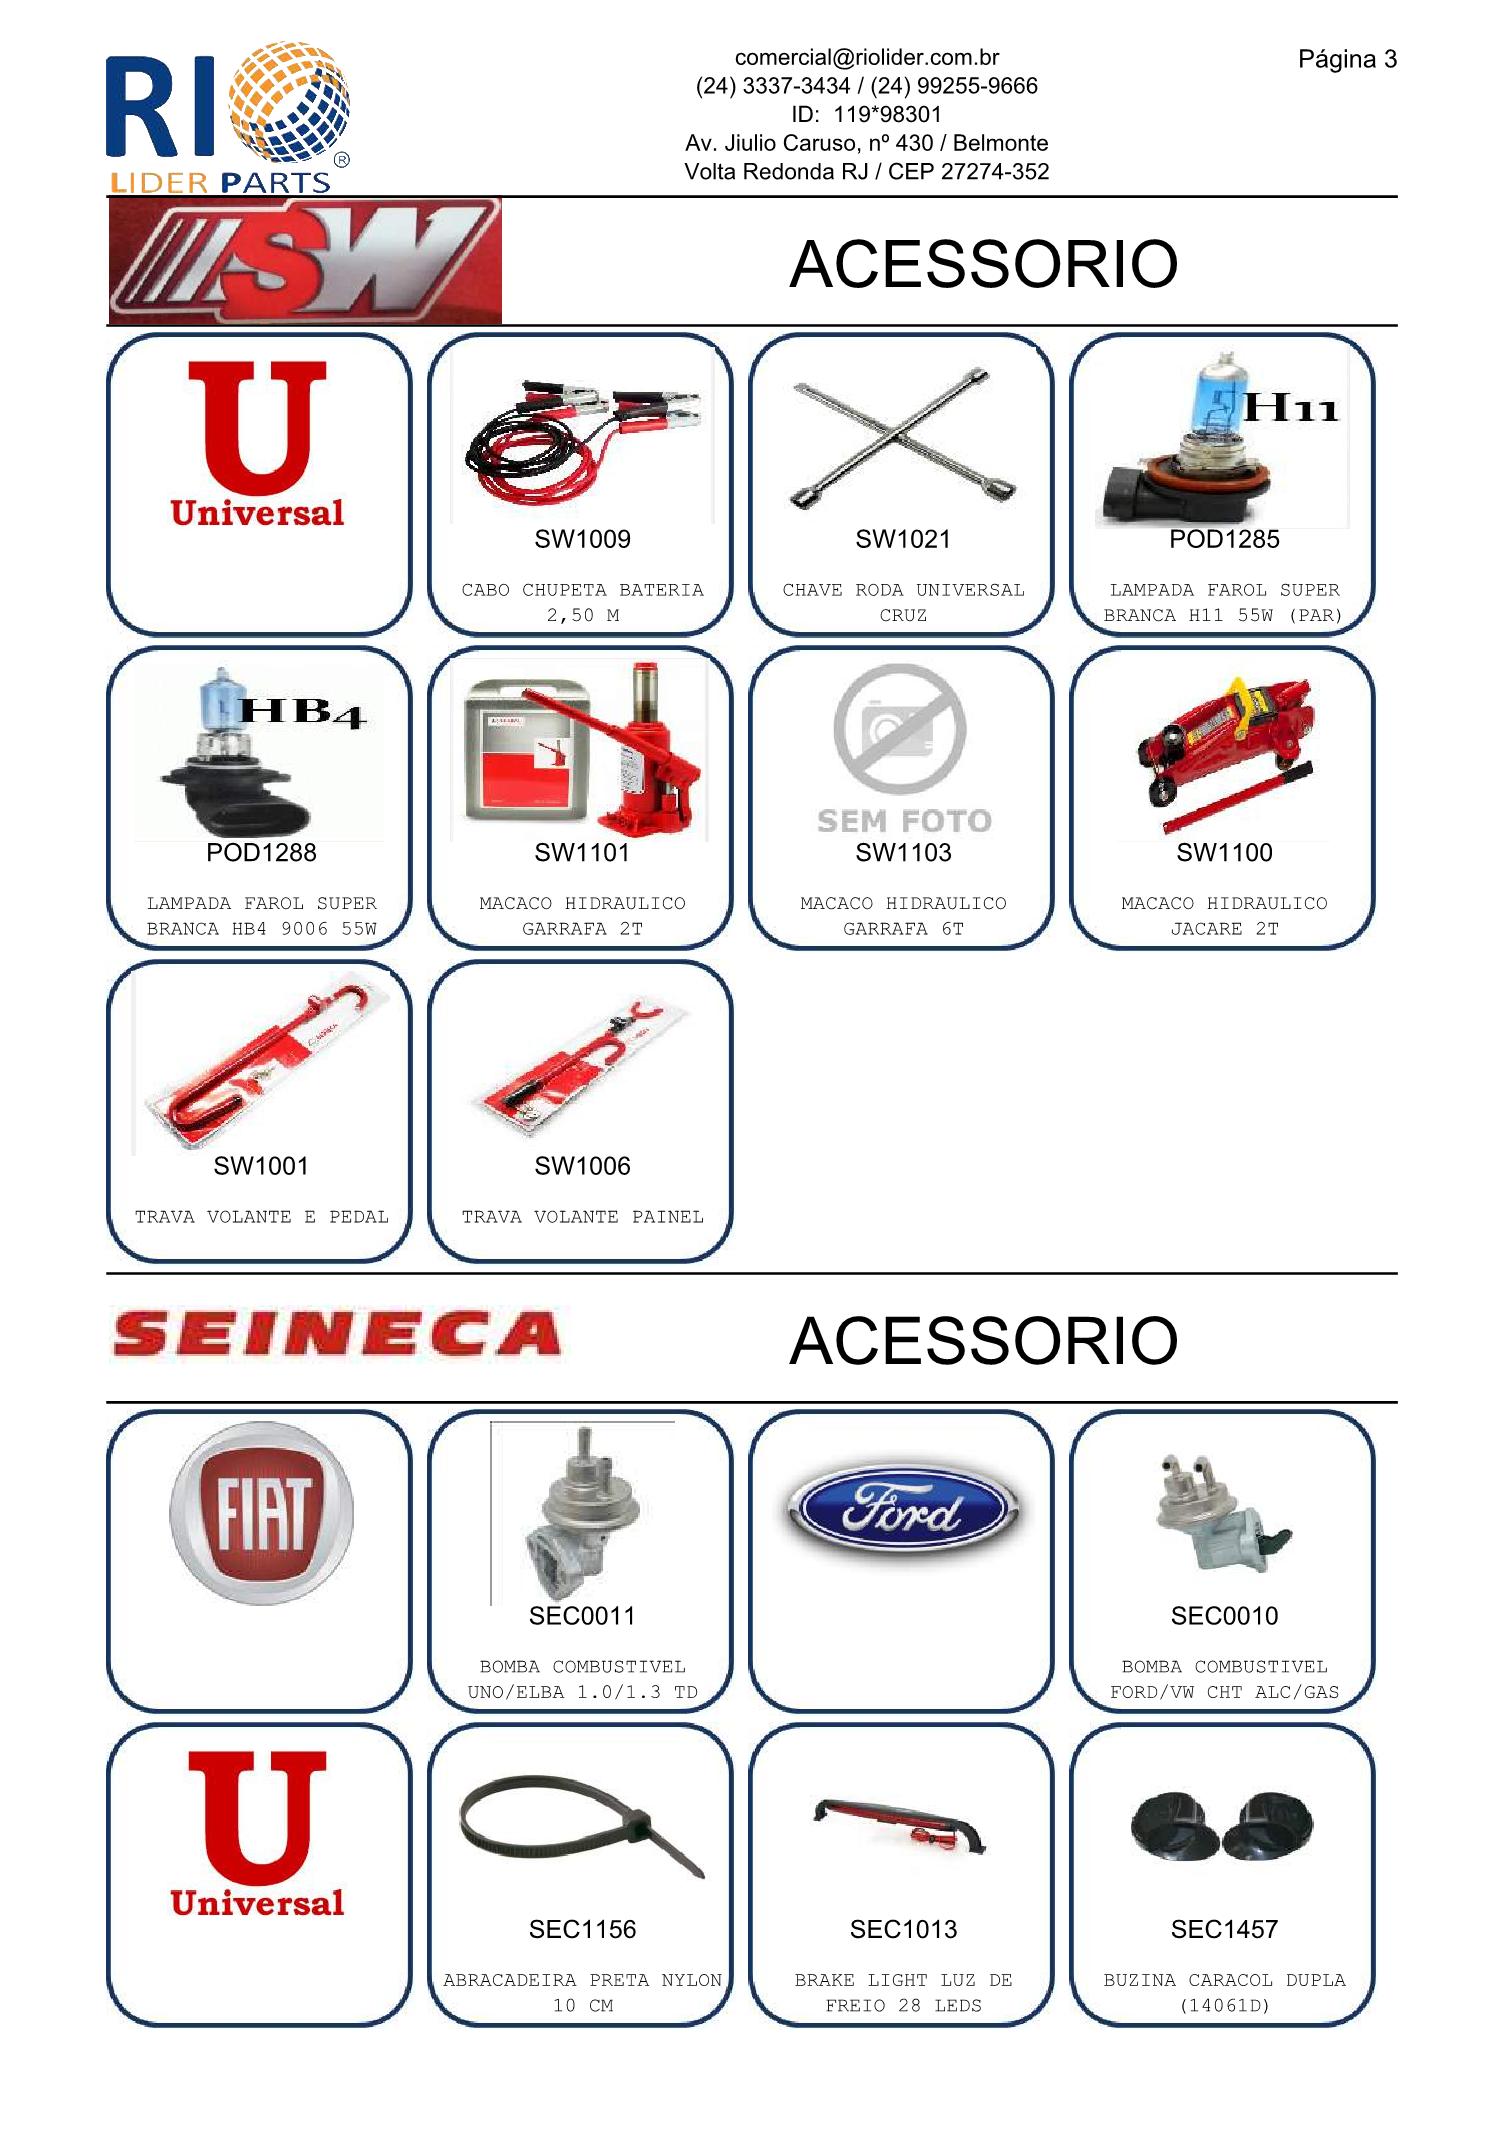 RIO
LIDER PARTS
®
comercial@riolider.com.br
(24) 3337-3434 / (24) 99255-9666
ID: 119*98301
Av. Jiulio Caruso, nº 430 / Belmonte
Volta Redonda RJ / CEP 27274-352
Página 3
SW
ACESSORIO
U
Universal
SW1009
CABO CHUPETA BATERIA
2,50 M
SW1021
CHAVE RODA UNIVERSAL
CRUZ
H11
POD1285
LAMPADA FAROL SUPER
BRANCA H11 55W (PAR)
HB4
POD1288
LAMPADA FAROL SUPER
BRANCA HB4 9006 55W
SW1101
MACACO HIDRAULICO
GARRAFA 2T
SEM FOTO
SW1103
MACACO HIDRAULICO
GARRAFA 6T
SW1100
MACACO HIDRAULICO
JACARE 2T
SW1001
TRAVA VOLANTE E PEDAL
SW1006
TRAVA VOLANTE PAINEL
SEINECA
ACESSORIO
FIAT
SEC0011
BOMBA COMBUSTIVEL
UNO/ELBA 1.0/1.3 TD
Ford
SEC0010
BOMBA COMBUSTIVEL
FORD/VW CHT ALC/GAS
U
Universal
SEC1156
ABRACADEIRA PRETA NYLON
10 CM
SEC1013
BRAKE LIGHT LUZ DE
FREIO 28 LEDS
SEC1457
BUZINA CARACOL DUPLA
(14061D)